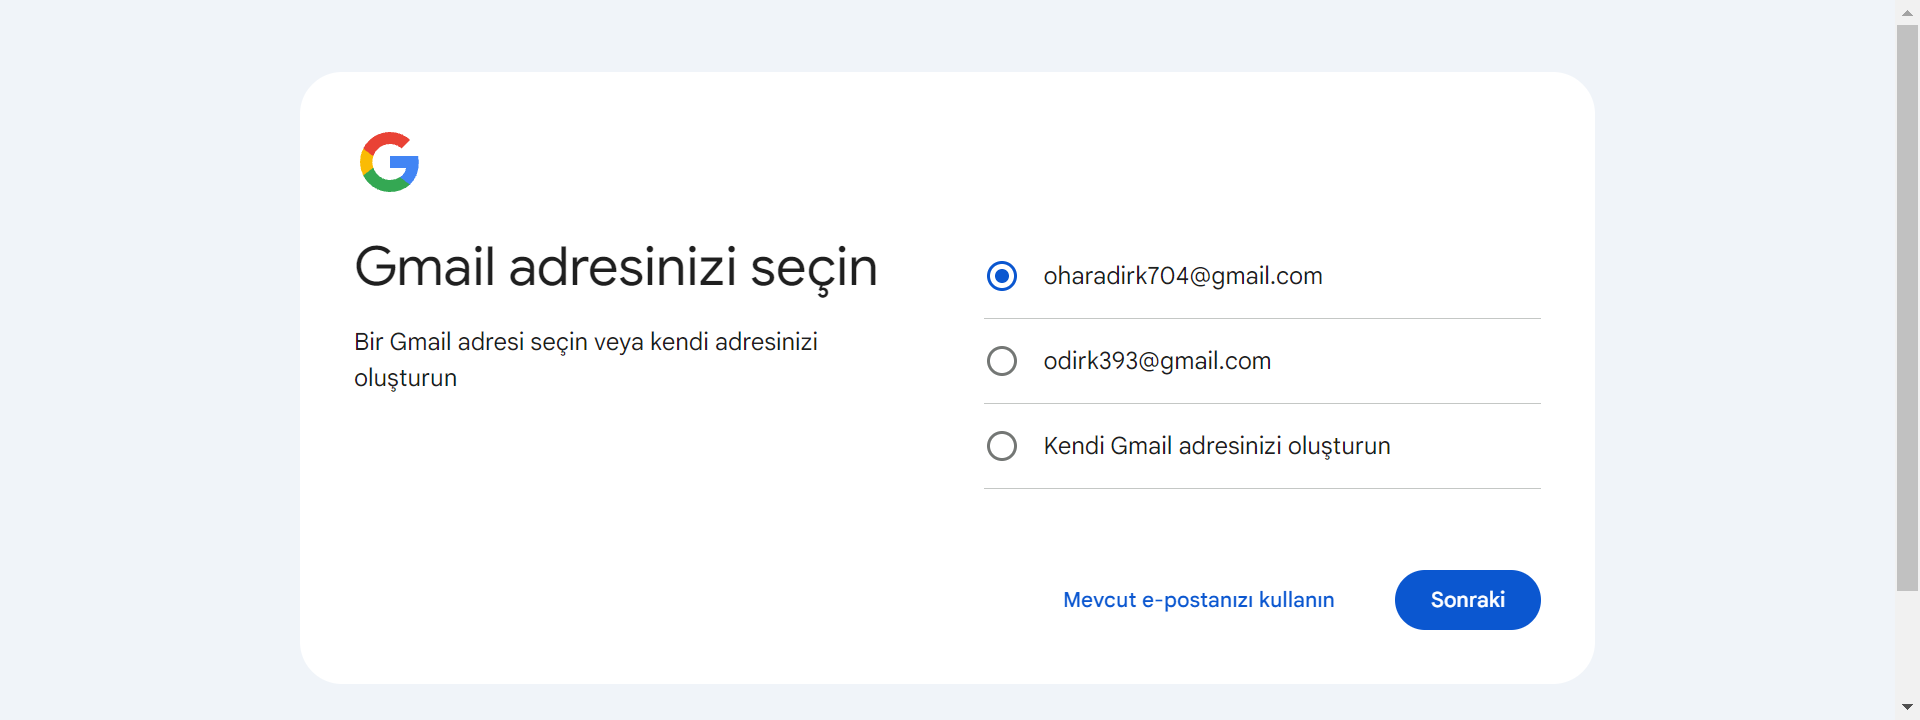 Gmail adresinizi seçin
Bir Gmail adresi seçin veya kendi adresinizi
oluşturun
oharadirk704@gmail.com
odirk393@gmail.com
Kendi Gmail adresinizi oluşturun
Mevcut e-postanızı kullanın
Sonraki